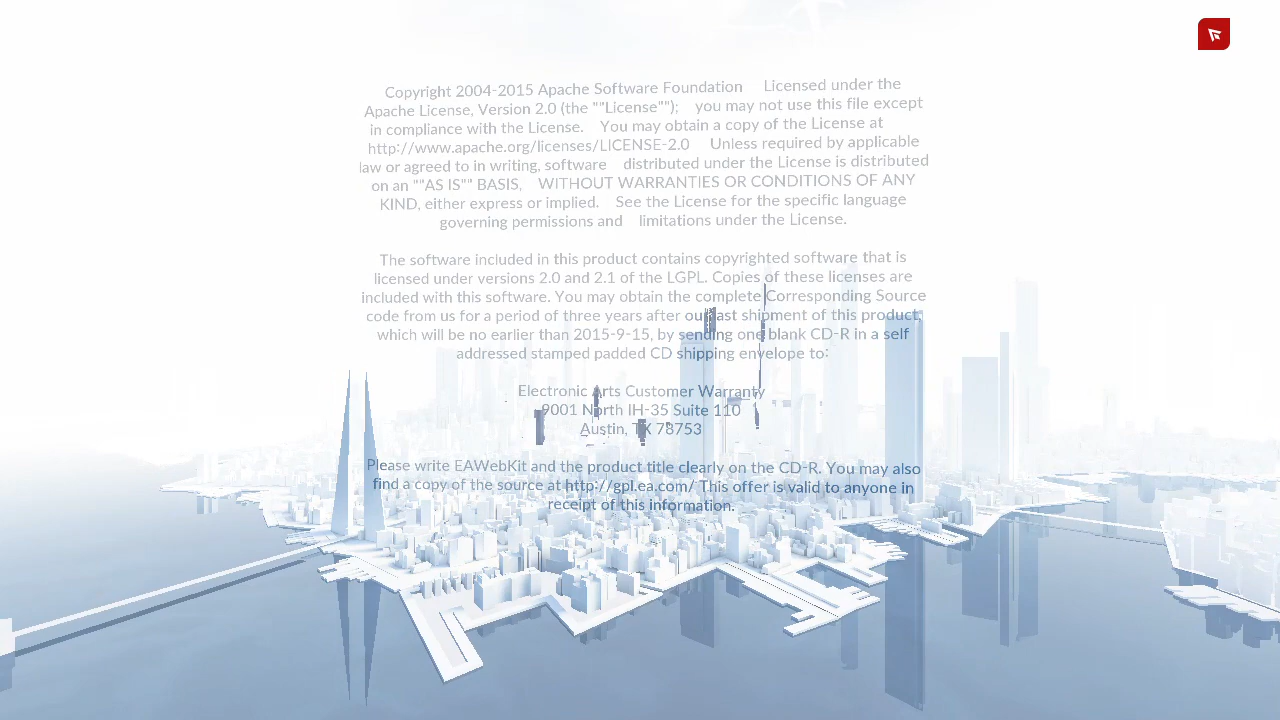 Copyright 2004-2015 Apache Software Foundation Licensed under the
Apache License, Version 2.0 (the ""License""); you may not use this file except
in compliance with the License. You may obtain a copy of the License at
http://www.apache.org/licenses/LICENSE-2.0 Unless required by applicable
law or agreed to in writing, software distributed under the License is distributed
on an ""AS IS"" BASIS, WITHOUT WARRANTIES OR CONDITIONS OF ANY
KIND, either express or implied. See the License for the specific language
governing permissions and limitations under the License.
The software included in this product contains copyrighted software that is
licensed under versions 2.0 and 2.1 of the LGPL. Copies of these licenses are
included with this software. You may obtain the complete Corresponding Source
code from us for a period of three years after our last shipment of this product,
which will be no earlier than 2015-9-15, by sending one blank CD-R in a self
addressed stamped padded CD shipping envelope to:
Electronic Arts Customer Warranty
9001 North IH-35 Suite 110
Austin, TX 78753
Please write EAWebKit and the product title clearly on the CD-R. You may also
find a copy of the source at http://gpl.ea.com/ This offer is valid to anyone in
receipt of this information.